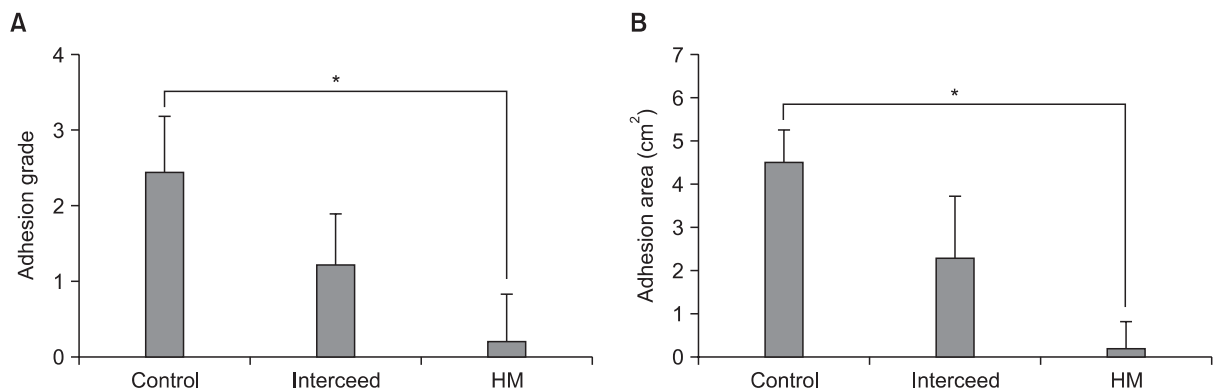 A
4
3
2
1
0
Adhesion grade
*
Control Interceed HM
B
7
6
5
4
3
2
1
0
Adhesion area (cm²)
*
Control Interceed HM